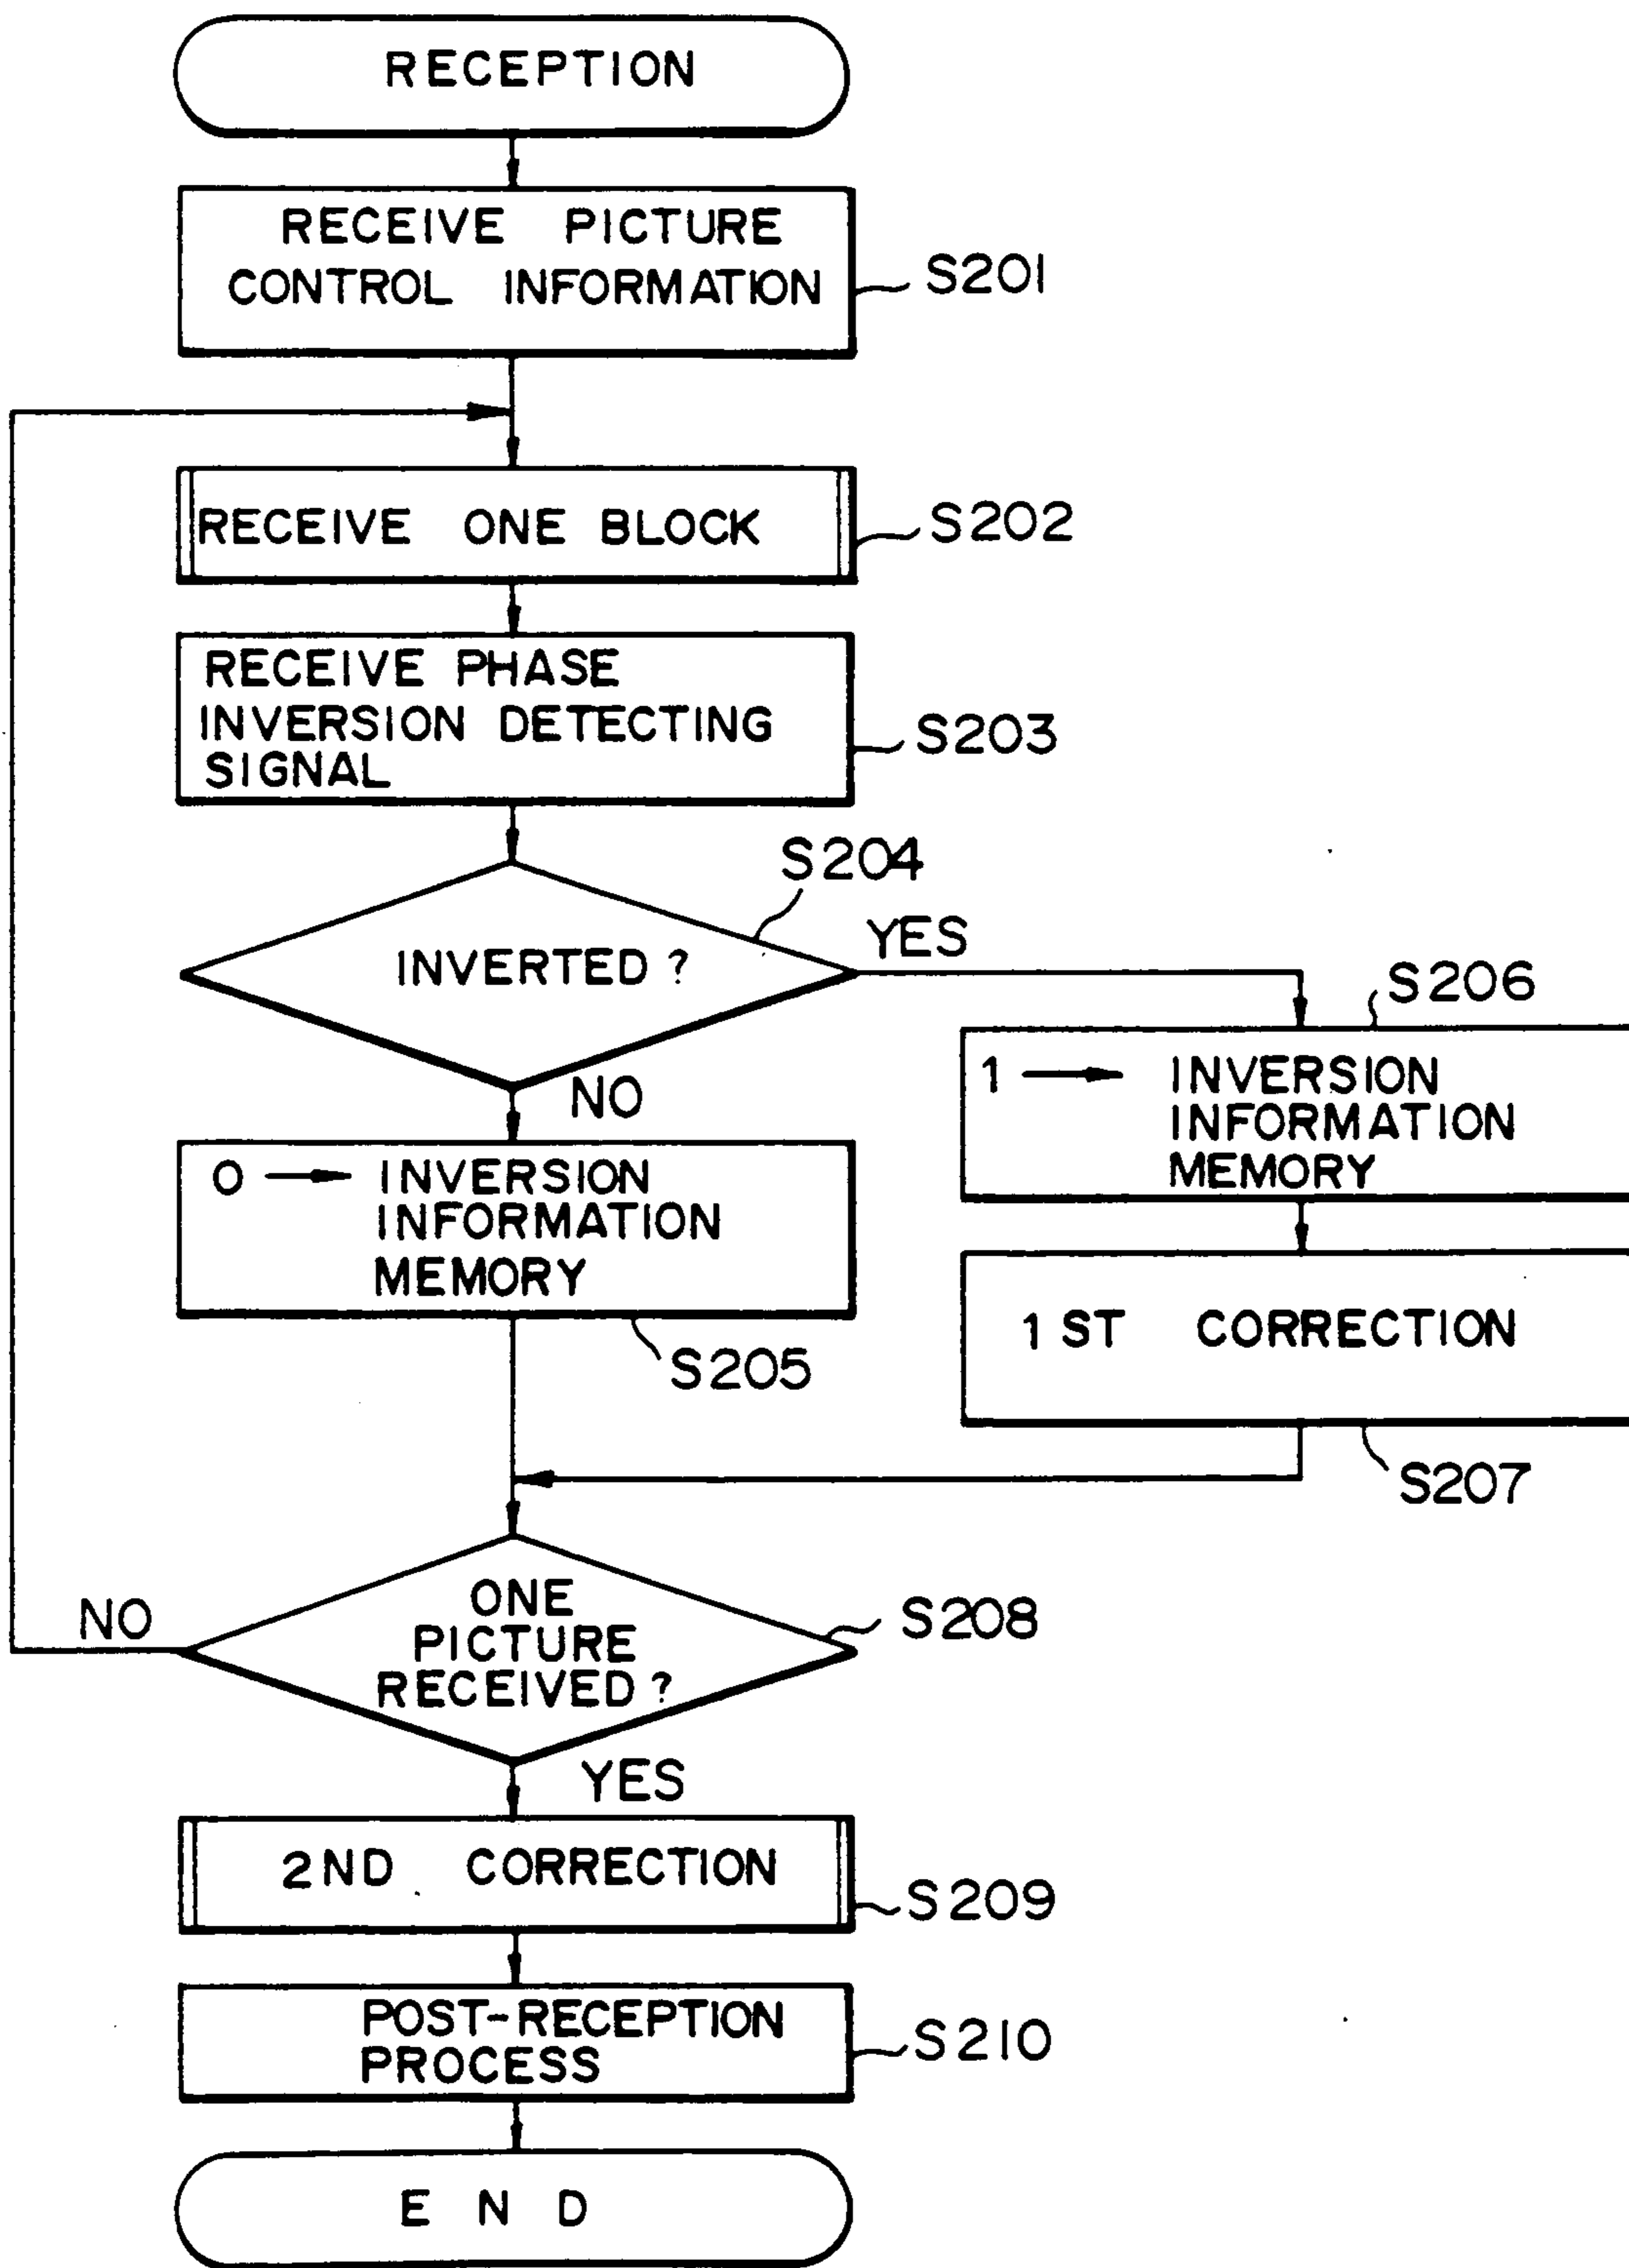 RECEPTION
RECEIVE PICTURE
CONTROL INFORMATION
S201
RECEIVE ONE BLOCK
S202
RECEIVE PHASE
INVERSION DETECTING
SIGNAL
S203
S204
INVERTED ?
YES
NO
S206
1 → INVERSION
INFORMATION
MEMORY
0 → INVERSION
INFORMATION
MEMORY
S205
1ST CORRECTION
S207
ONE
PICTURE
RECEIVED ?
S208
NO
YES
2ND CORRECTION
S209
POST-RECEPTION
PROCESS
S210
END